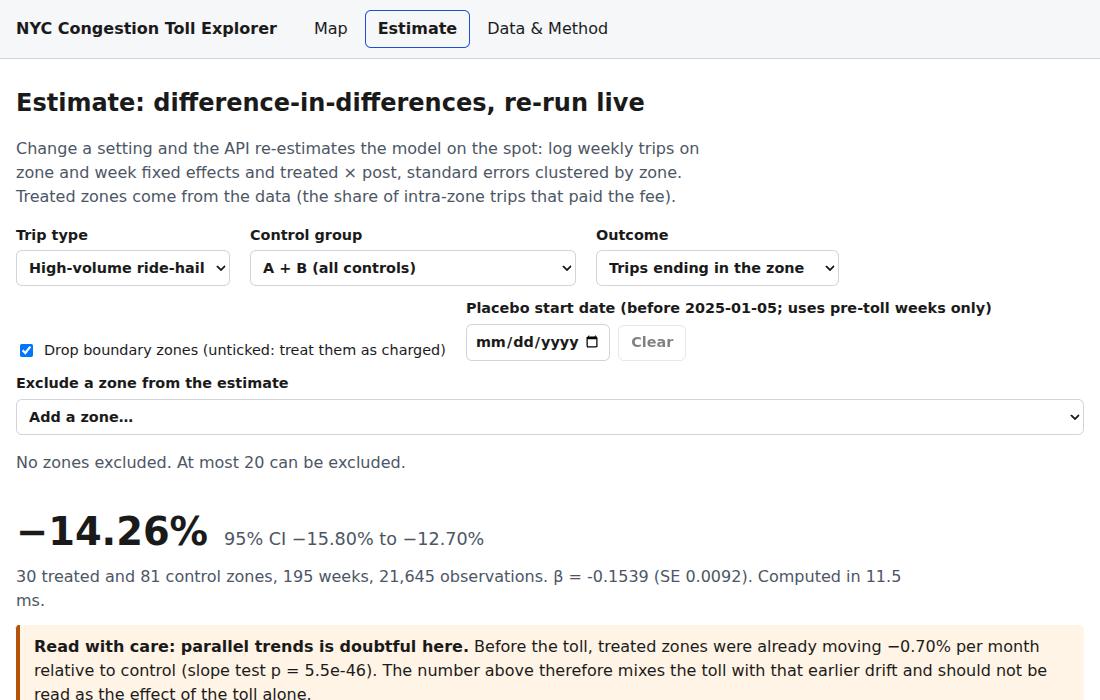 NYC Congestion Toll Explorer Map Estimate Data & Method
Estimate: difference-in-differences, re-run live
Change a setting and the API re-estimates the model on the spot: log weekly trips on
zone and week fixed effects and treated × post, standard errors clustered by zone.
Treated zones come from the data (the share of intra-zone trips that paid the fee).
Trip type Control group Outcome
High-volume ride-hail A + B (all controls) Trips ending in the zone
Placebo start date (before 2025-01-05; uses pre-toll weeks only)
Drop boundary zones (unticked: treat them as charged) mm/dd/yyyy Clear
Exclude a zone from the estimate
Add a zone…
No zones excluded. At most 20 can be excluded.
−14.26% 95% CI −15.80% to −12.70%
30 treated and 81 control zones, 195 weeks, 21,645 observations. β = -0.1539 (SE 0.0092). Computed in 11.5
ms.
Read with care: parallel trends is doubtful here. Before the toll, treated zones were already moving −0.70% per month
relative to control (slope test p = 5.5e-46). The number above therefore mixes the toll with that earlier drift and should not be
read as the effect of the toll alone.